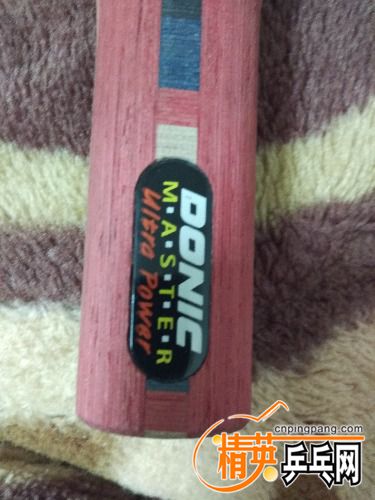 DONIC
M·A·S·T·E·R
Ultra Power
cnpingpang.com
精英乒乓网